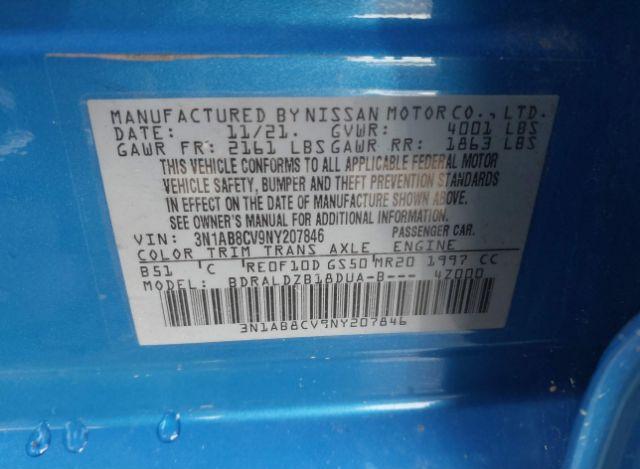 MANUFACTURED BY NISSAN MOTOR CO., LTD.
DATE: 11/21. GVWR: 4001 LBS
GAWR FR: 2161 LBS GAWR RR: 1863 LBS
THIS VEHICLE CONFORMS TO ALL APPLICABLE FEDERAL MOTOR
VEHICLE SAFETY, BUMPER AND THEFT PREVENTION STANDARDS
IN EFFECT ON THE DATE OF MANUFACTURE SHOWN ABOVE.
SEE OWNER'S MANUAL FOR ADDITIONAL INFORMATION.
VIN: 3N1AB8CV9NY207846 PASSENGER CAR.
COLOR TRIM TRANS AXLE ENGINE
B51 C RE0F10D GS50 MR20 1997 CC
MODEL: BDRALDZB18DUA-B--- 4Z000
3N1AB8CV9NY207846